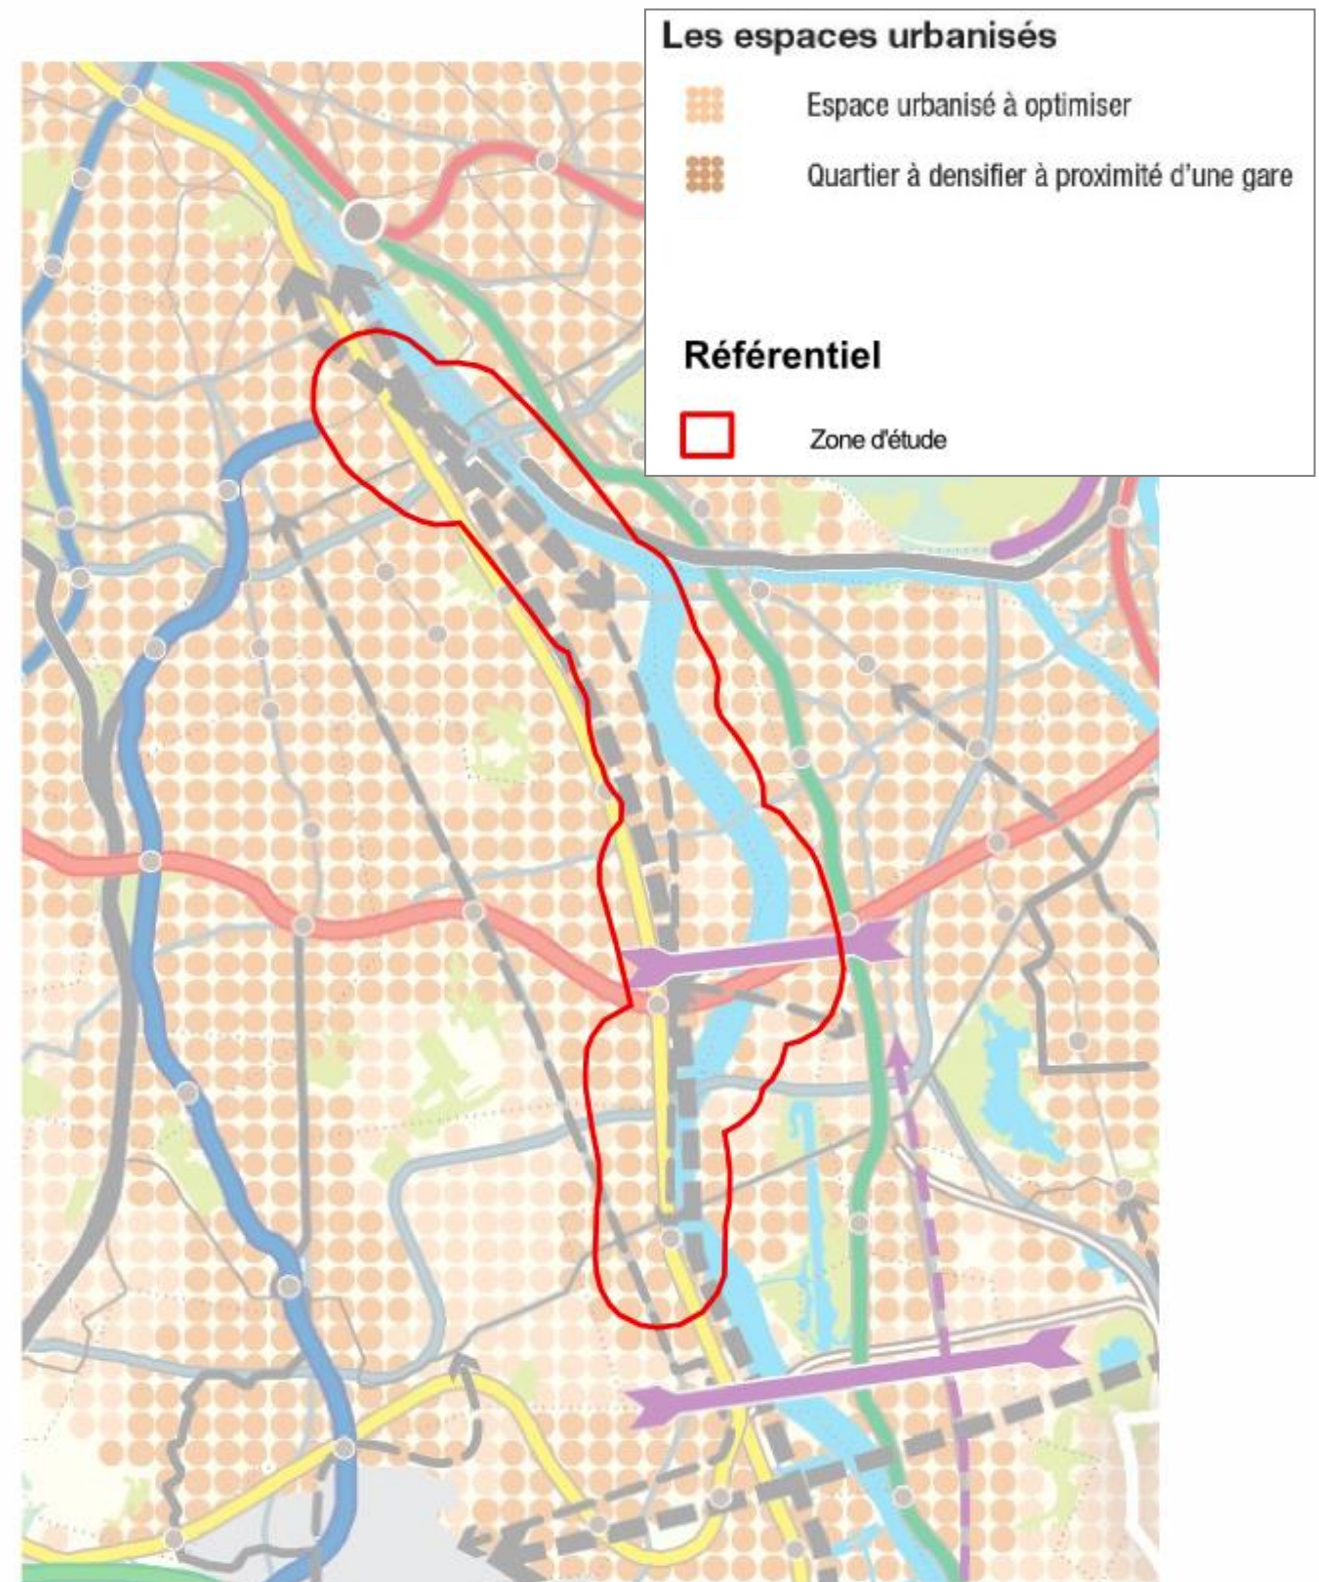 Les espaces urbanisés
Espace urbanisé à optimiser
Quartier à densifier à proximité d'une gare
Référentiel
Zone d'étude